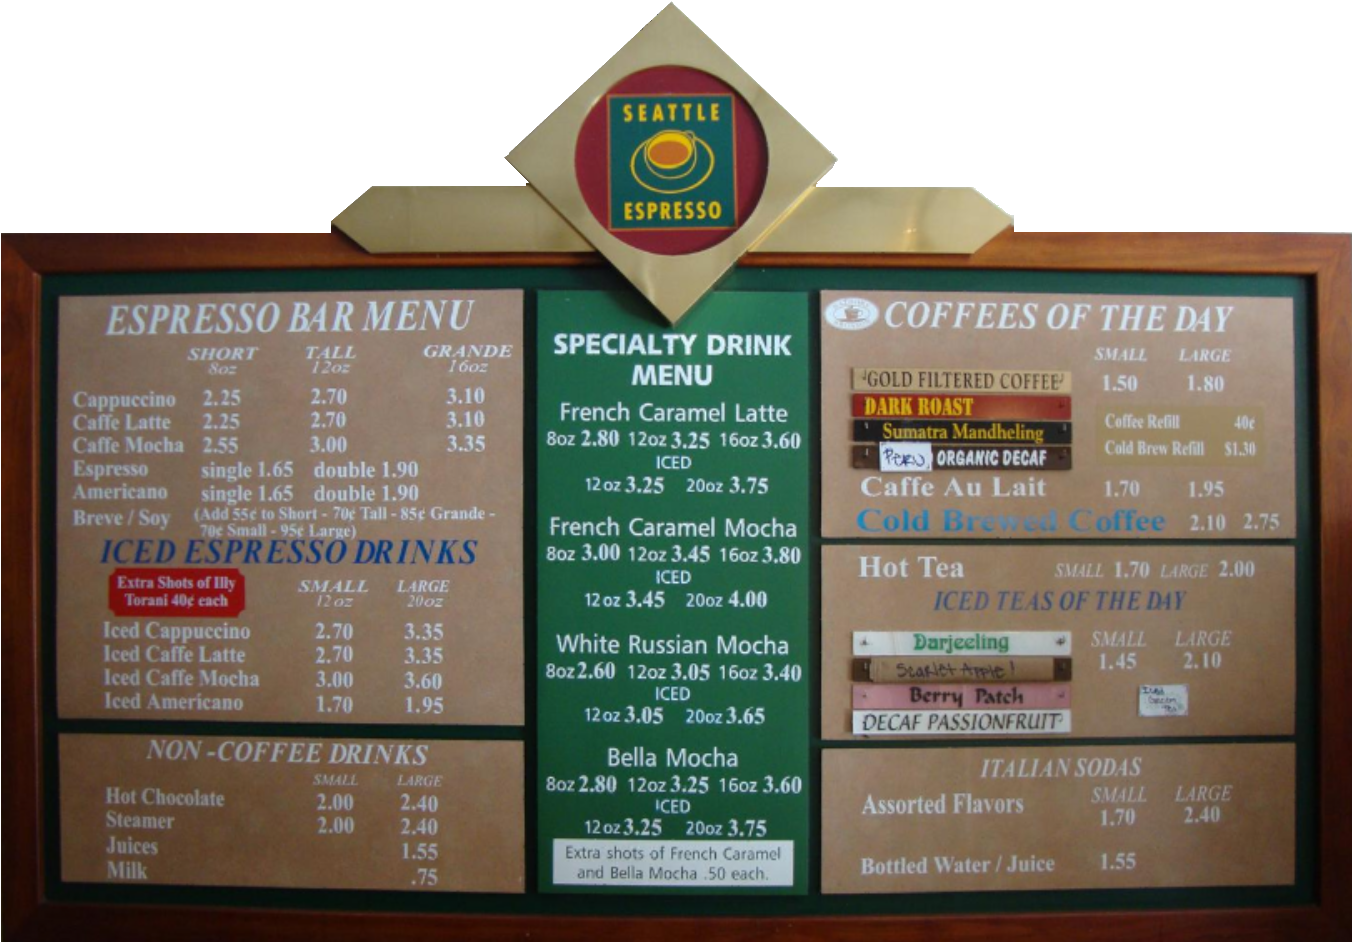 SEATTLE
ESPRESSO
ESPRESSO BAR MENU
SHORT TALL GRANDE
8oz 12oz 16oz
Cappuccino 2.25 2.70 3.10
Caffe Latte 2.25 2.70 3.10
Caffe Mocha 2.55 3.00 3.35
Espresso single 1.65 double 1.90
Americano single 1.65 double 1.90
Breve / Soy (Add 55¢ to Short - 70¢ Tall - 85¢ Grande -
70¢ Small - 95¢ Large)
ICED ESPRESSO DRINKS
Extra Shots of Illy
Torani 40¢ each
SMALL LARGE
12 oz 20oz
Iced Cappuccino 2.70 3.35
Iced Caffe Latte 2.70 3.35
Iced Caffe Mocha 3.00 3.60
Iced Americano 1.70 1.95
NON-COFFEE DRINKS
SMALL LARGE
Hot Chocolate 2.00 2.40
Steamer 2.00 2.40
Juices 1.55
Milk .75
SPECIALTY DRINK
MENU
French Caramel Latte
8oz 2.80 12oz 3.25 16oz 3.60
ICED
12oz 3.25 20oz 3.75
French Caramel Mocha
8oz 3.00 12oz 3.45 16oz 3.80
ICED
12oz 3.45 20oz 4.00
White Russian Mocha
8oz 2.60 12oz 3.05 16oz 3.40
ICED
12oz 3.05 20oz 3.65
Bella Mocha
8oz 2.80 12oz 3.25 16oz 3.60
ICED
12oz 3.25 20oz 3.75
Extra shots of French Caramel
and Bella Mocha .50 each.
COFFEES OF THE DAY
SMALL LARGE
GOLD FILTERED COFFEE 1.50 1.80
DARK ROAST
Sumatra Mandheling
PERU ORGANIC DECAF
Coffee Refill 40¢
Cold Brew Refill $1.30
Caffe Au Lait 1.70 1.95
Cold Brewed Coffee 2.10 2.75
Hot Tea SMALL 1.70 LARGE 2.00
ICED TEAS OF THE DAY
SMALL LARGE
1.45 2.10
Darjeeling
Scarlet Apple!
Berry Patch
DECAF PASSIONFRUIT
ITALIAN SODAS
SMALL LARGE
Assorted Flavors 1.70 2.40
Bottled Water / Juice 1.55